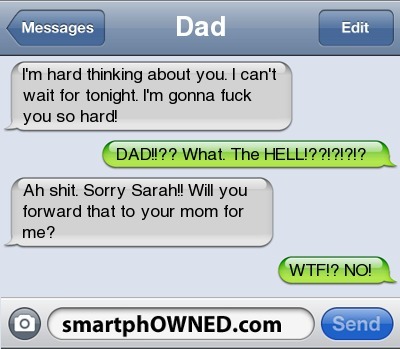 Messages
Dad
Edit
I'm hard thinking about you. I can't
wait for tonight. I'm gonna fuck
you so hard!
DAD!!?? What. The HELL!??!?!?!?
Ah shit. Sorry Sarah!! Will you
forward that to your mom for
me?
WTF!? NO!
smartphOWNED.com
Send